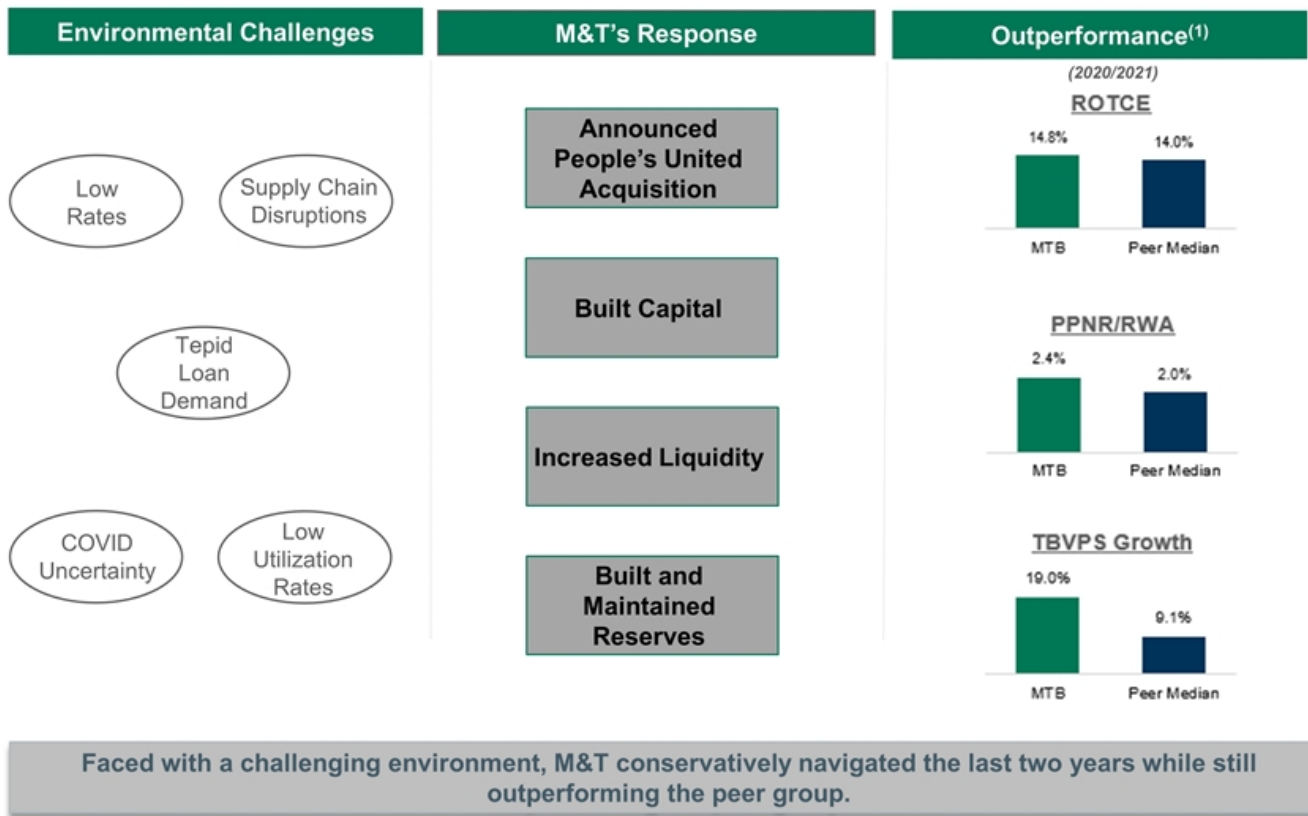 Environmental Challenges
Low
Rates
Supply Chain
Disruptions
Tepid
Loan
Demand
COVID
Uncertainty
Low
Utilization
Rates
M&T's Response
Announced
People's United
Acquisition
Built Capital
Increased Liquidity
Built and
Maintained
Reserves
Outperformance(1)
(2020/2021)
ROTCE
14.8% 14.0%
MTB Peer Median
PPNR/RWA
2.4% 2.0%
MTB Peer Median
TBVPS Growth
19.0% 9.1%
MTB Peer Median
Faced with a challenging environment, M&T conservatively navigated the last two years while still
outperforming the peer group.